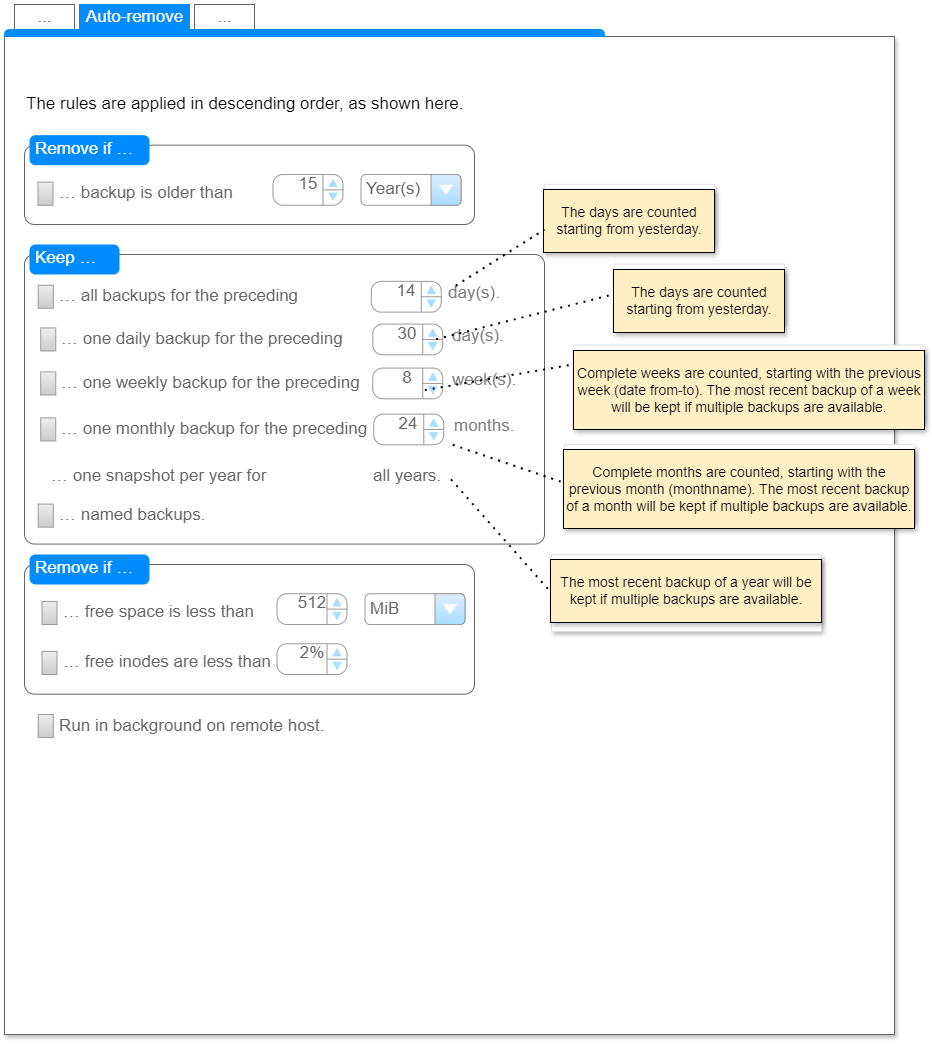 ...
Auto-remove
...
The rules are applied in descending order, as shown here.
Remove if ...
... backup is older than 15 Year(s)
The days are counted
starting from yesterday.
Keep ...
... all backups for the preceding 14 day(s).
The days are counted
starting from yesterday.
... one daily backup for the preceding 30 day(s).
... one weekly backup for the preceding 8 week(s).
Complete weeks are counted, starting with the previous
week (date from-to). The most recent backup of a week
will be kept if multiple backups are available.
... one monthly backup for the preceding 24 months.
Complete months are counted, starting with the
previous month (monthname). The most recent backup
of a month will be kept if multiple backups are available.
... one snapshot per year for all years.
... named backups.
The most recent backup of a year will be
kept if multiple backups are available.
Remove if ...
... free space is less than 512 MiB
... free inodes are less than 2%
Run in background on remote host.